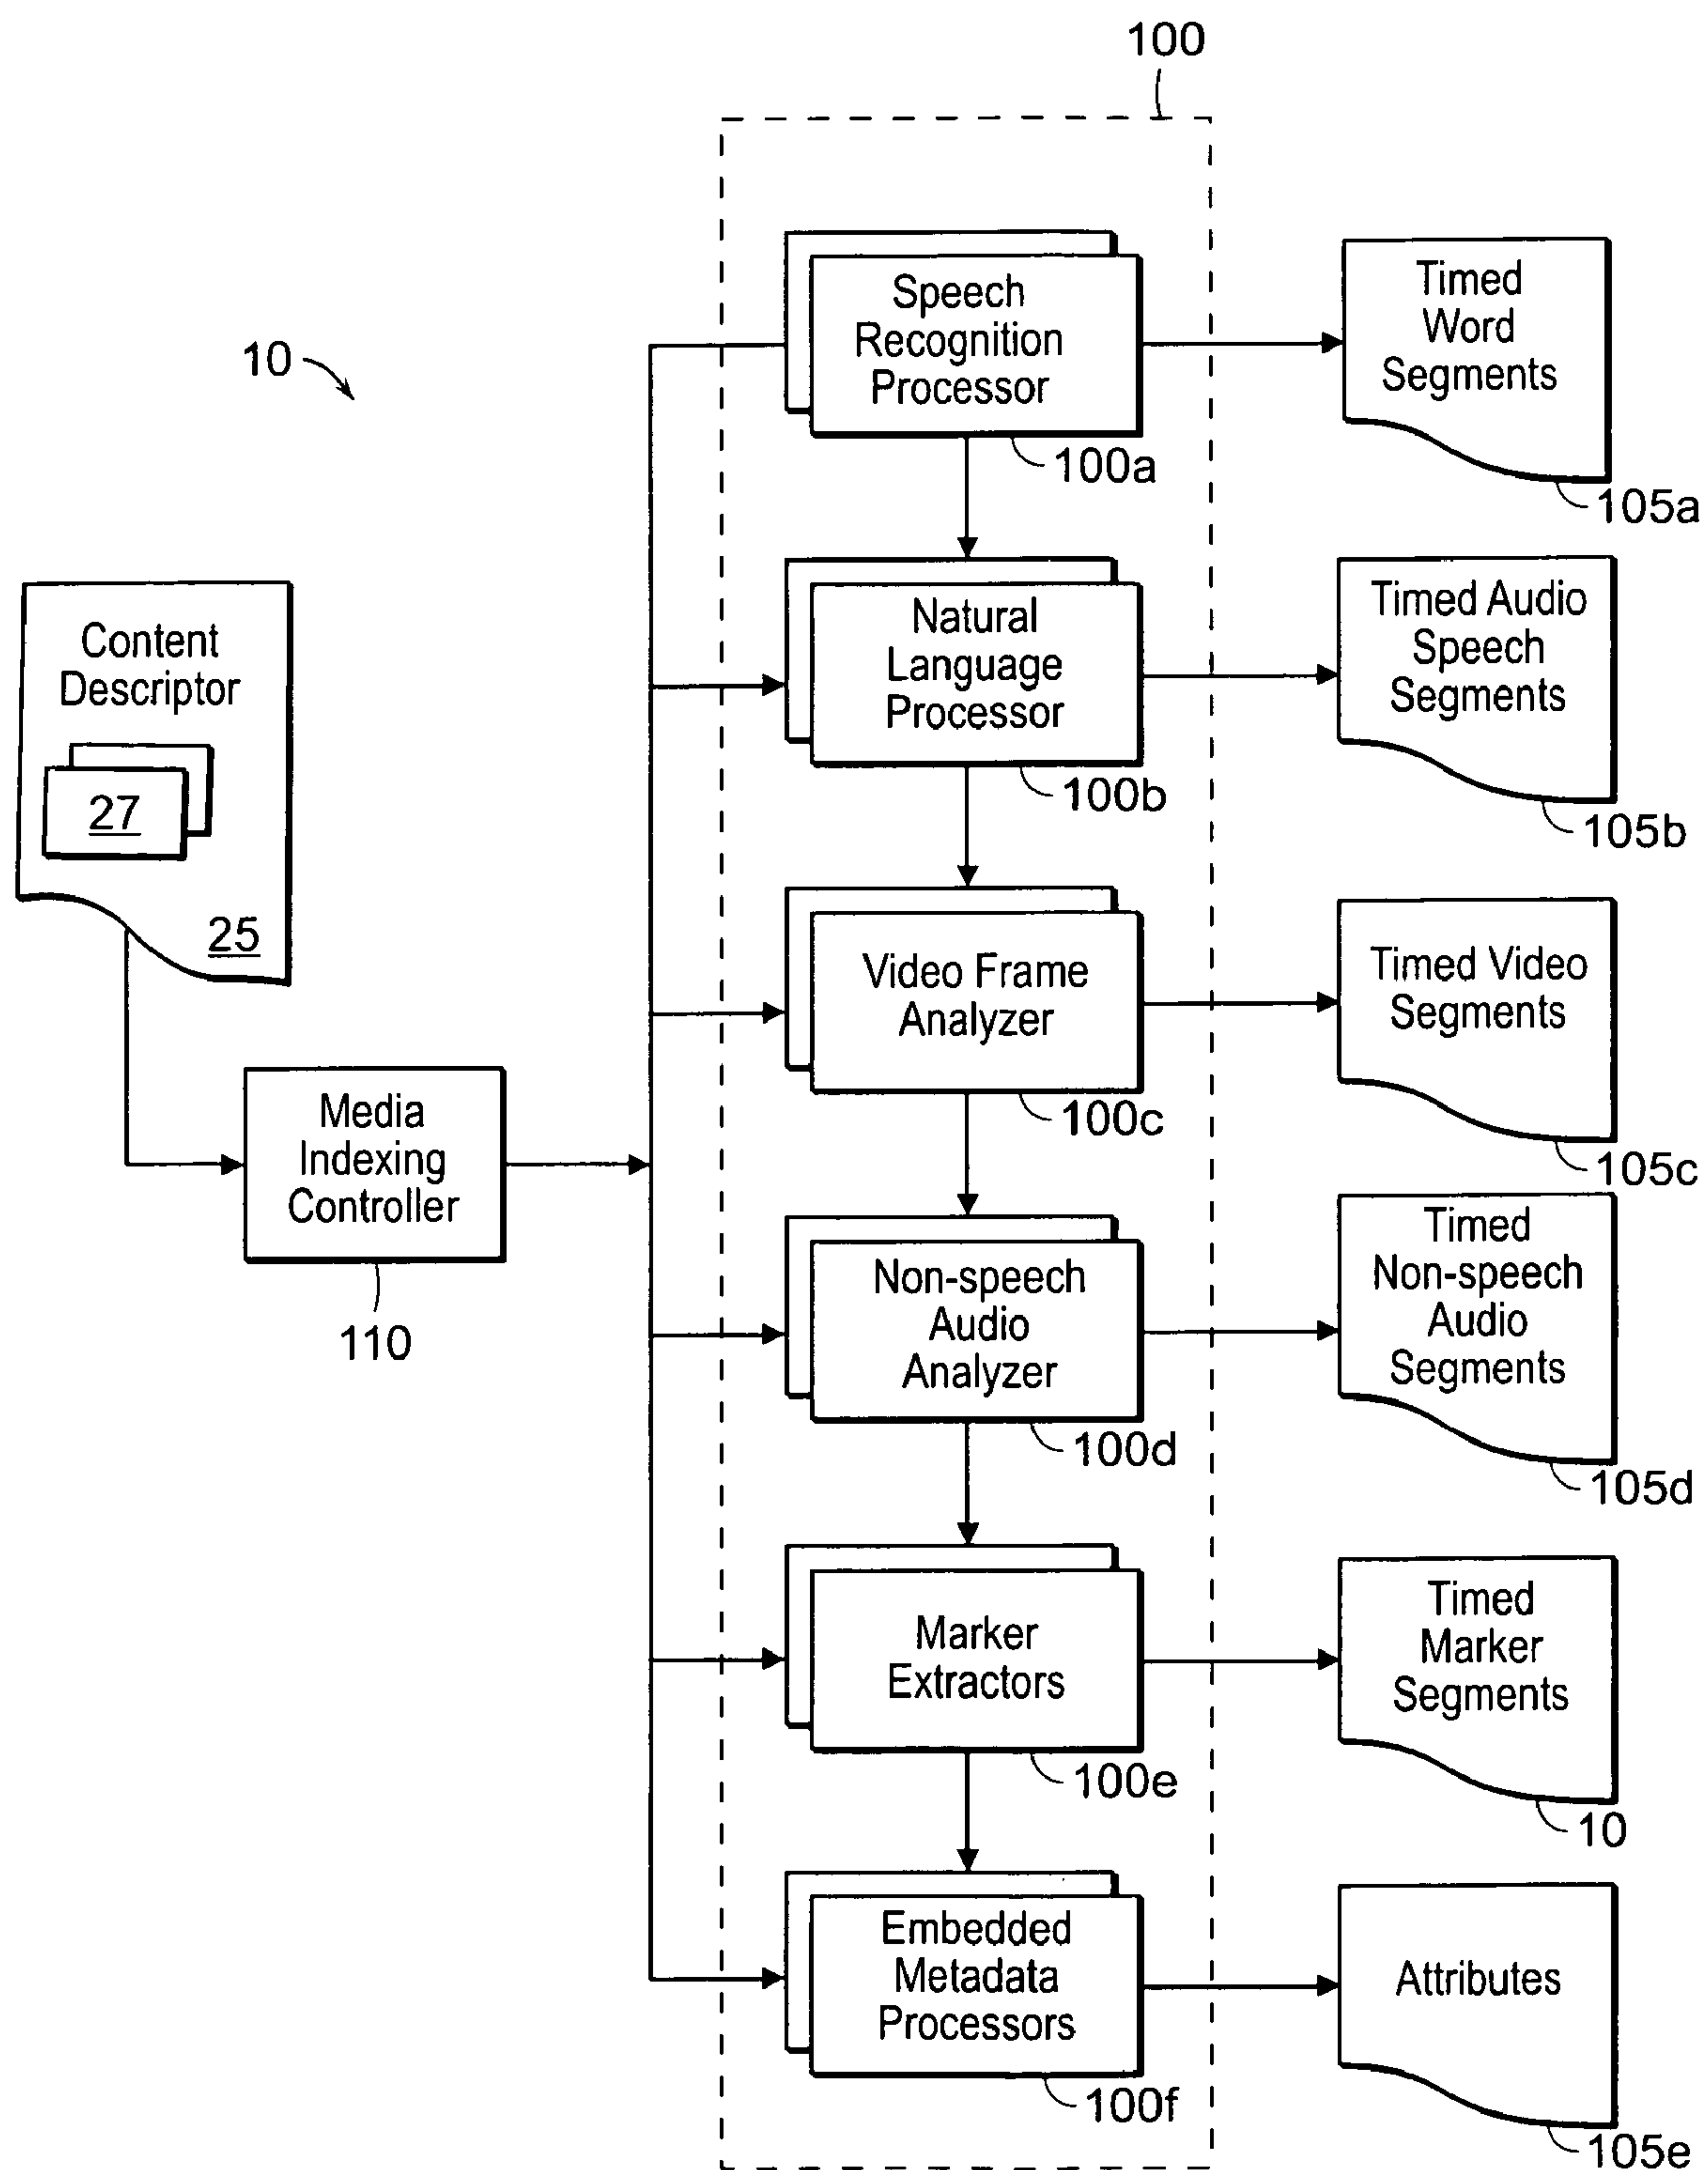 100
10
Speech
Recognition
Processor
100a
Timed
Word
Segments
105a
Content
Descriptor
27
25
Natural
Language
Processor
100b
Timed Audio
Speech
Segments
105b
Video Frame
Analyzer
100c
Timed Video
Segments
105c
Media
Indexing
Controller
110
Non-speech
Audio
Analyzer
100d
Timed
Non-speech
Audio
Segments
105d
Marker
Extractors
100e
Timed
Marker
Segments
10
Embedded
Metadata
Processors
100f
Attributes
105e